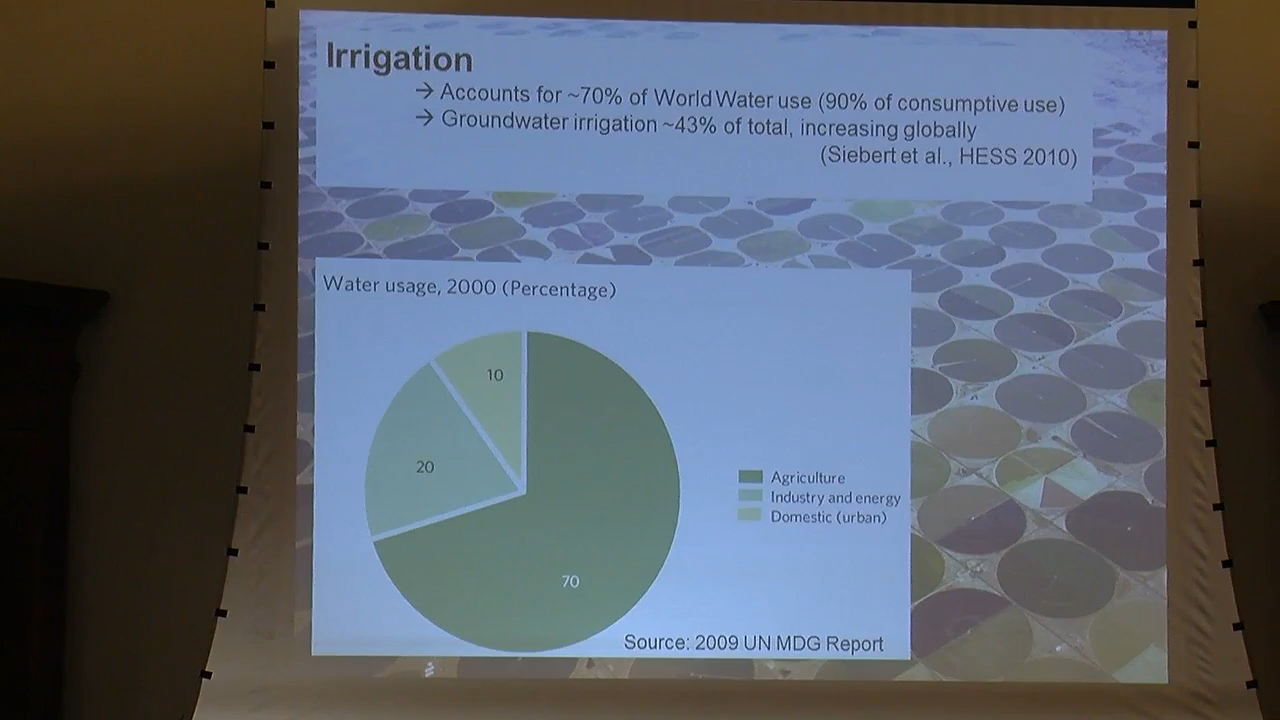 Irrigation
→ Accounts for ~70% of World Water use (90% of consumptive use)
→ Groundwater irrigation ~43% of total, increasing globally
(Siebert et al., HESS 2010)
Water usage, 2000 (Percentage)
10
20
70
Agriculture
Industry and energy
Domestic (urban)
Source: 2009 UN MDG Report